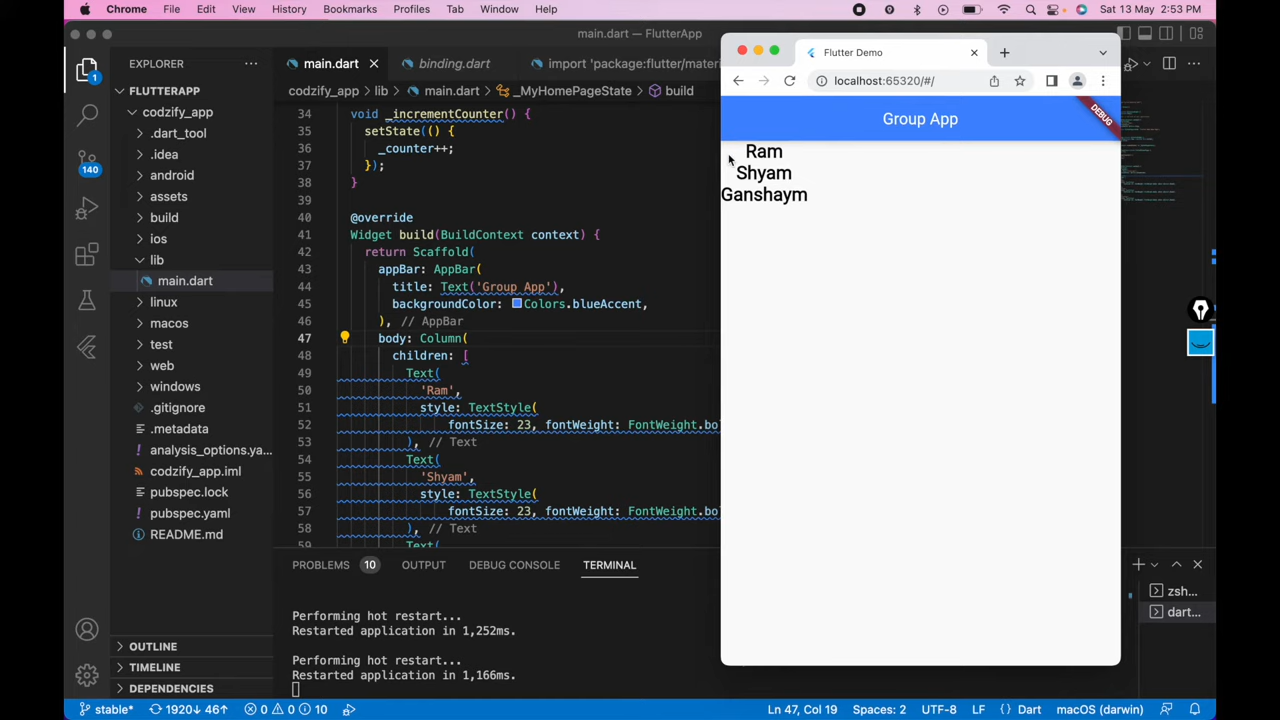 Chrome File Edit View History Bookmarks Profiles Tab Window Help Sat 13 May 2:53 PM
main.dart — FlutterApp
EXPLORER
main.dart
binding.dart
import 'package:flutter/materi
FLUTTERAPP
codzify_app > lib > main.dart > _MyHomePageState > build
codzify_app
.dart_tool
.idea
android
assets
build
ios
lib
main.dart
linux
macos
test
web
windows
.gitignore
.metadata
analysis_options.ya...
codzify_app.iml
pubspec.lock
pubspec.yaml
README.md
OUTLINE
TIMELINE
DEPENDENCIES
1
140
34 void _incrementCounter() {
35 setState(() {
36 _counter++;
37 });
38 }
39
40 @override
41 Widget build(BuildContext context) {
42 return Scaffold(
43 appBar: AppBar(
44 title: Text('Group App'),
45 backgroundColor: Colors.blueAccent,
46 ), // AppBar
47 body: Column(
48 children: [
49 Text(
50 'Ram',
51 style: TextStyle(
52 fontSize: 23, fontWeight: FontWeight.bol
53 ), // Text
54 Text(
55 'Shyam',
56 style: TextStyle(
57 fontSize: 23, fontWeight: FontWeight.bol
58 ), // Text
59 Text(
PROBLEMS 10 OUTPUT DEBUG CONSOLE TERMINAL
Performing hot restart...
Restarted application in 1,252ms.
Performing hot restart...
Restarted application in 1,166ms.
zsh...
dart...
Flutter Demo
localhost:65320/#/
Group App
DEBUG
Ram
Shyam
Ganshaym
stable* 1920↓ 46↑ 0 0 10 Ln 47, Col 19 Spaces: 2 UTF-8 LF {} Dart macOS (darwin)